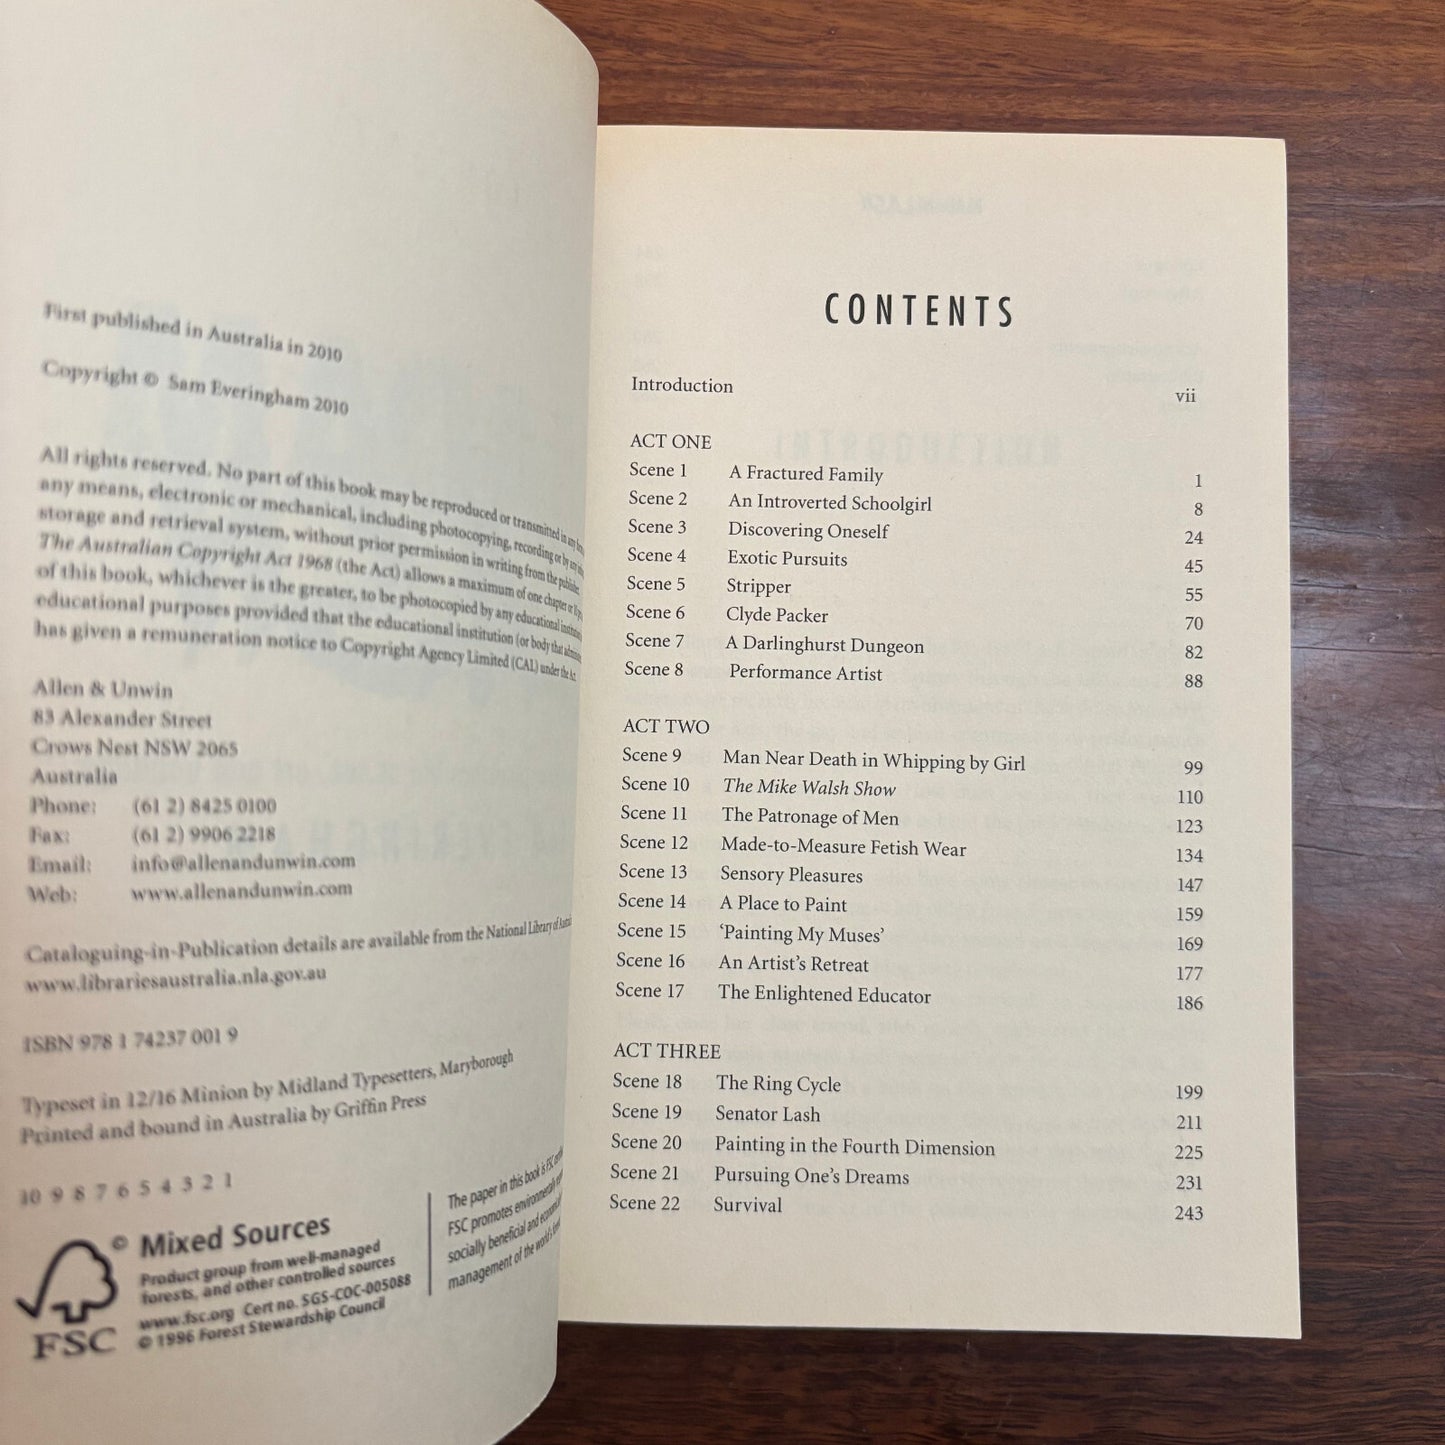 First published in Australia in 2010
Copyright © Sam Everingham 2010
All rights reserved. No part of this book may be reproduced or transmitted in any
any means, electronic or mechanical, including photocopying, recording or by any
storage and retrieval system, without prior permission in writing from the publisher.
The Australian Copyright Act 1968 (the Act) allows a maximum of one chapter or
of this book, whichever is the greater, to be photocopied by any educational
educational purposes provided that the educational institution (or body that
has given a remuneration notice to Copyright Agency Limited (CAL) under the Act.
Allen & Unwin
83 Alexander Street
Crows Nest NSW 2065
Australia
Phone: (61 2) 8425 0100
Fax: (61 2) 9906 2218
Email: info@allenandunwin.com
Web: www.allenandunwin.com
Cataloguing-in-Publication details are available from the National Library of
www.librariesaustralia.nla.gov.au
ISBN 978 1 74237 001 9
Typeset in 12/16 Minion by Midland Typesetters, Maryborough
Printed and bound in Australia by Griffin Press
10 9 8 7 6 5 4 3 2 1
© Mixed Sources
Product group from well-managed
forests, and other controlled sources
www.fsc.org Cert no. SGS-COC-005088
© 1996 Forest Stewardship Council
FSC
The paper in this book is FSC
FSC promotes environmentally
socially beneficial and
management of the world's
CONTENTS
Introduction vii
ACT ONE
Scene 1 A Fractured Family 1
Scene 2 An Introverted Schoolgirl 8
Scene 3 Discovering Oneself 24
Scene 4 Exotic Pursuits 45
Scene 5 Stripper 55
Scene 6 Clyde Packer 70
Scene 7 A Darlinghurst Dungeon 82
Scene 8 Performance Artist 88
ACT TWO
Scene 9 Man Near Death in Whipping by Girl 99
Scene 10 The Mike Walsh Show 110
Scene 11 The Patronage of Men 123
Scene 12 Made-to-Measure Fetish Wear 134
Scene 13 Sensory Pleasures 147
Scene 14 A Place to Paint 159
Scene 15 ‘Painting My Muses’ 169
Scene 16 An Artist’s Retreat 177
Scene 17 The Enlightened Educator 186
ACT THREE
Scene 18 The Ring Cycle 199
Scene 19 Senator Lash 211
Scene 20 Painting in the Fourth Dimension 225
Scene 21 Pursuing One’s Dreams 231
Scene 22 Survival 243